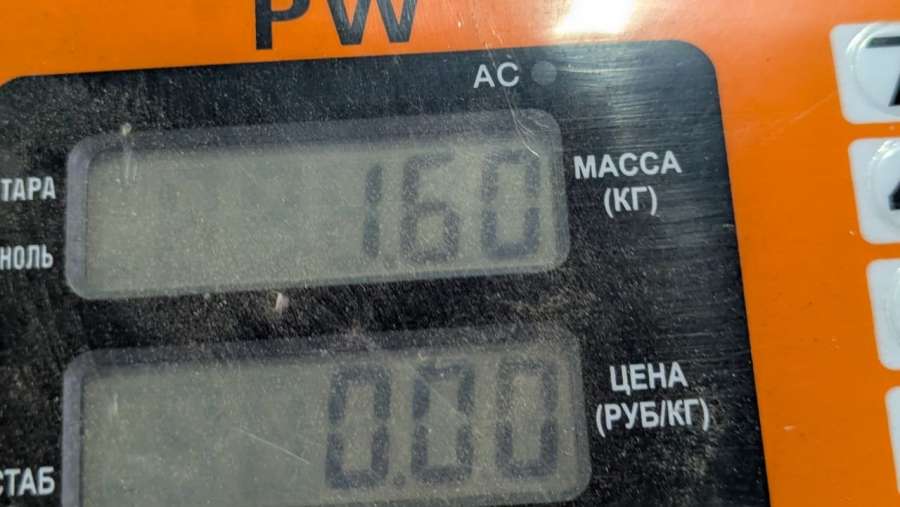 PW
AC
ТАРА
1.60
МАССА
(КГ)
НОЛЬ
0.00
ЦЕНА
(РУБ/КГ)
СТАБ